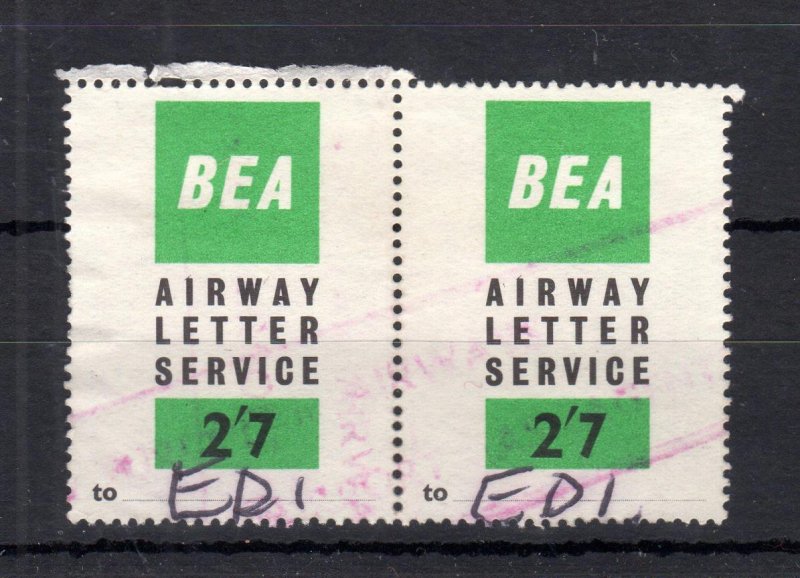 BEA
AIRWAY
LETTER
SERVICE
2'7
to EDI
BEA
AIRWAY
LETTER
SERVICE
2'7
to EDI